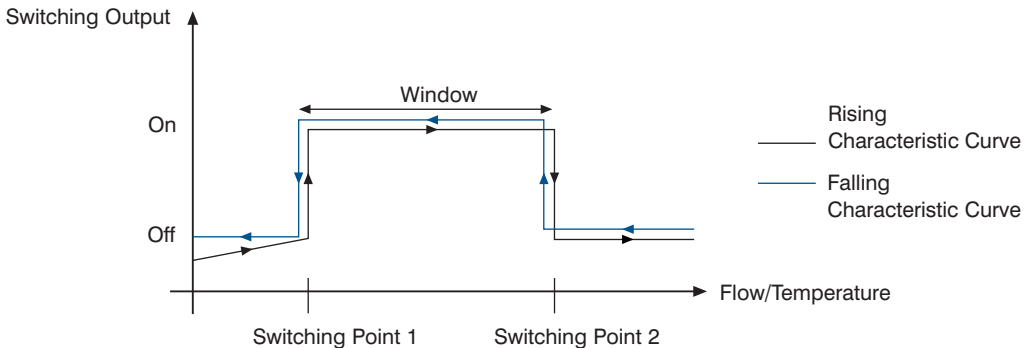 Switching Output
Window
On
Off
Rising
Characteristic Curve
Falling
Characteristic Curve
Flow/Temperature
Switching Point 1
Switching Point 2